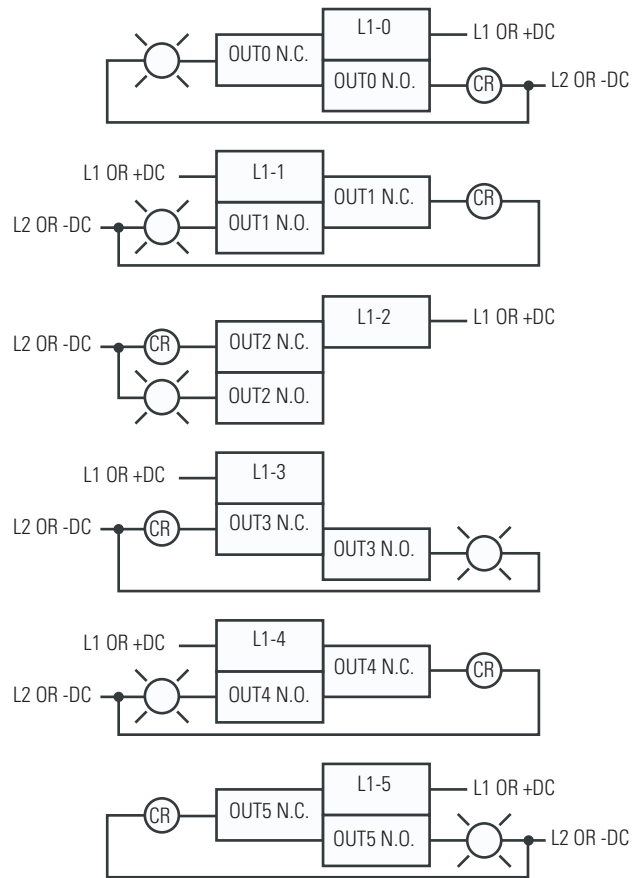 L1-0
L1 OR +DC
OUT0 N.C.
OUT0 N.O.
CR
L2 OR -DC
L1 OR +DC
L1-1
OUT1 N.C.
CR
L2 OR -DC
OUT1 N.O.
L1-2
L1 OR +DC
L2 OR -DC
CR
OUT2 N.C.
OUT2 N.O.
L1 OR +DC
L1-3
L2 OR -DC
CR
OUT3 N.C.
OUT3 N.O.
L1 OR +DC
L1-4
OUT4 N.C.
CR
L2 OR -DC
OUT4 N.O.
L1-5
L1 OR +DC
CR
OUT5 N.C.
OUT5 N.O.
L2 OR -DC